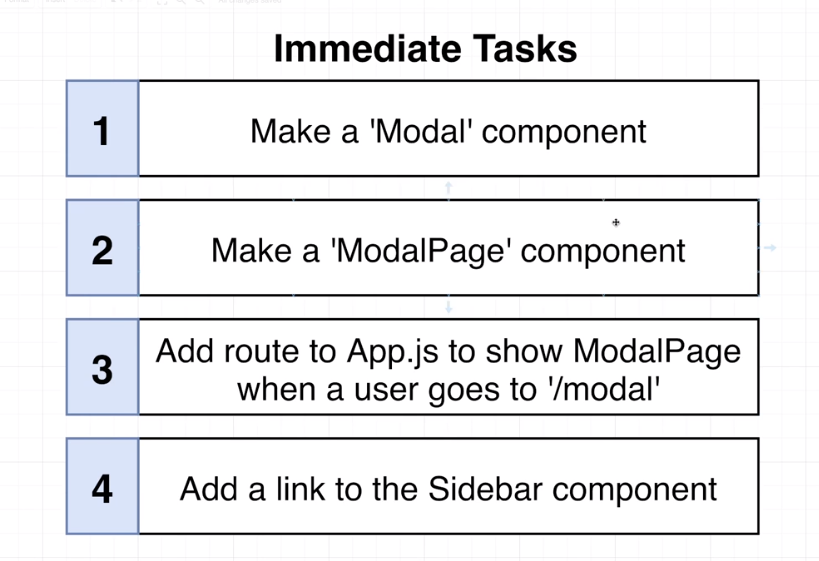 Immediate Tasks
1
Make a 'Modal' component
2
Make a 'ModalPage' component
3
Add route to App.js to show ModalPage
when a user goes to '/modal'
4
Add a link to the Sidebar component